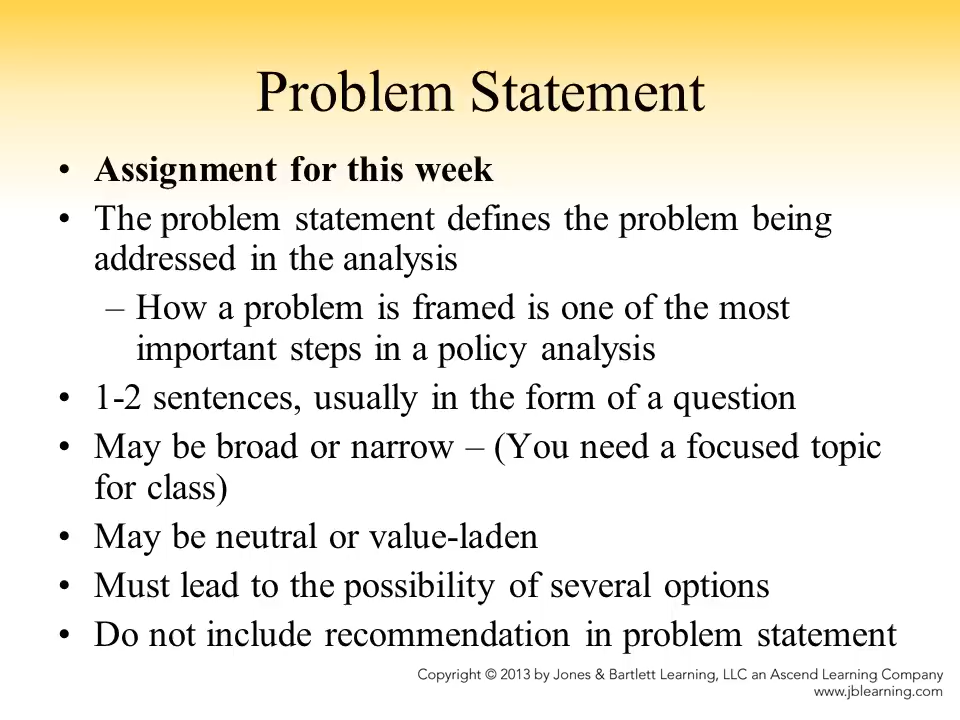 Problem Statement
• Assignment for this week
• The problem statement defines the problem being
addressed in the analysis
– How a problem is framed is one of the most
important steps in a policy analysis
• 1-2 sentences, usually in the form of a question
• May be broad or narrow – (You need a focused topic
for class)
• May be neutral or value-laden
• Must lead to the possibility of several options
• Do not include recommendation in problem statement
Copyright © 2013 by Jones & Bartlett Learning, LLC an Ascend Learning Company
www.jblearning.com